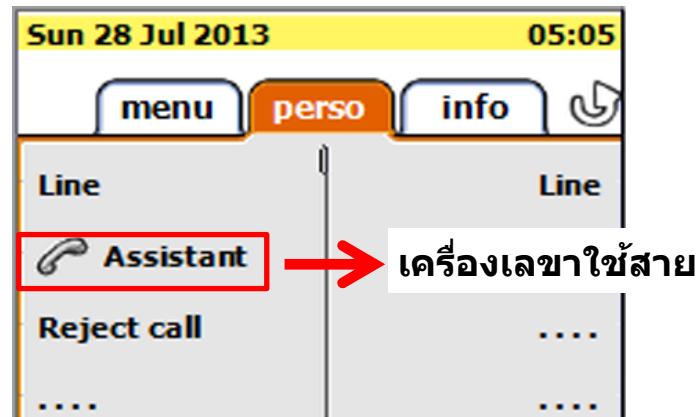 Sun 28 Jul 2013 05:05
menu perso info
Line Line
Assistant เครื่องเลขาใช้สาย
Reject call ....
.... ....